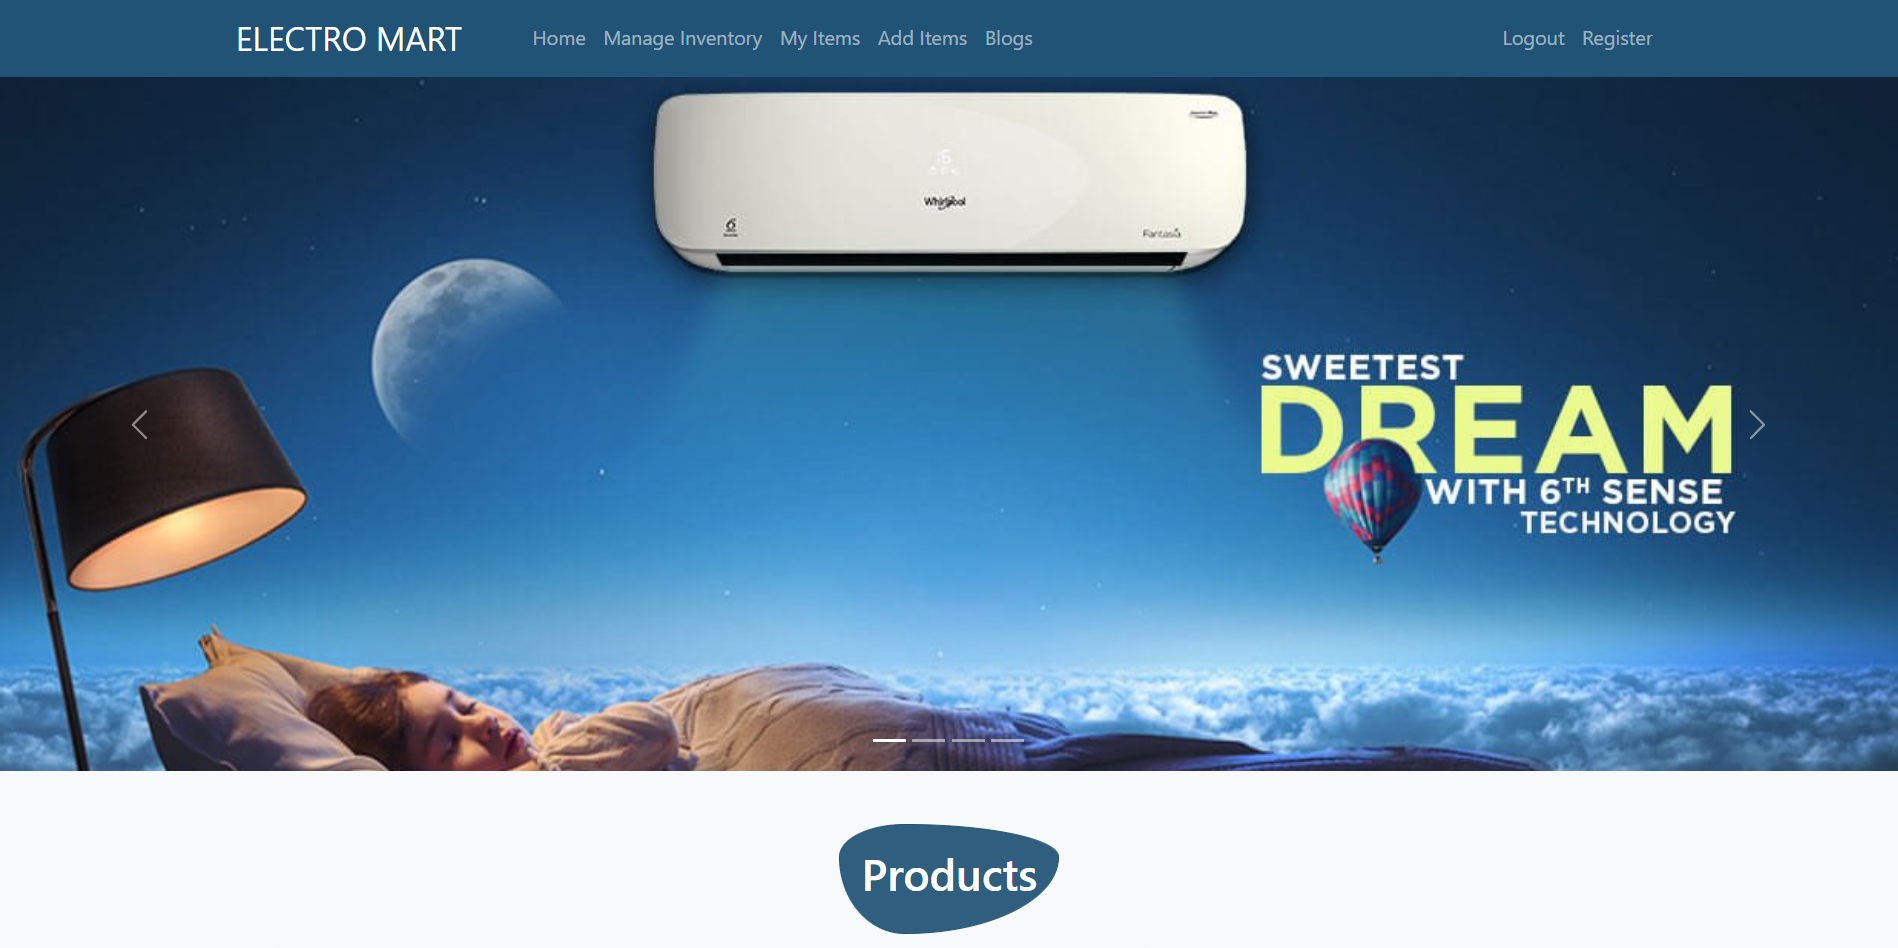 ELECTRO MART
Home Manage Inventory My Items Add Items Blogs
Logout Register
Whirlpool
6
Fantasia
SWEETEST
DREAM
WITH 6TH SENSE
TECHNOLOGY
Products